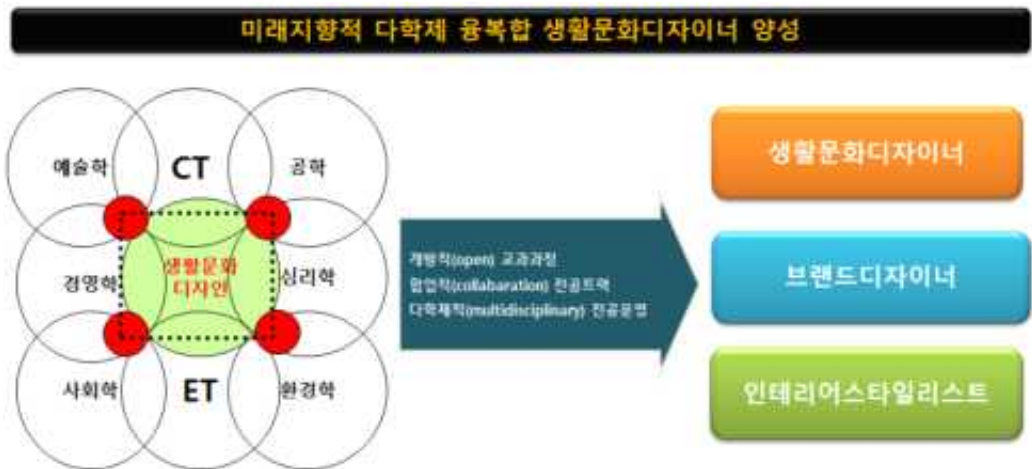 미래지향적 다학제 융복합 생활문화디자이너 양성
예술학
CT
공학
경영학
생활문화
디자인
심리학
사회학
ET
환경학
개방적(open) 교과과정
협업적(collabaration) 전공트랙
다학제적(multidisciplinary) 전공운영
생활문화디자이너
브랜드디자이너
인테리어스타일리스트